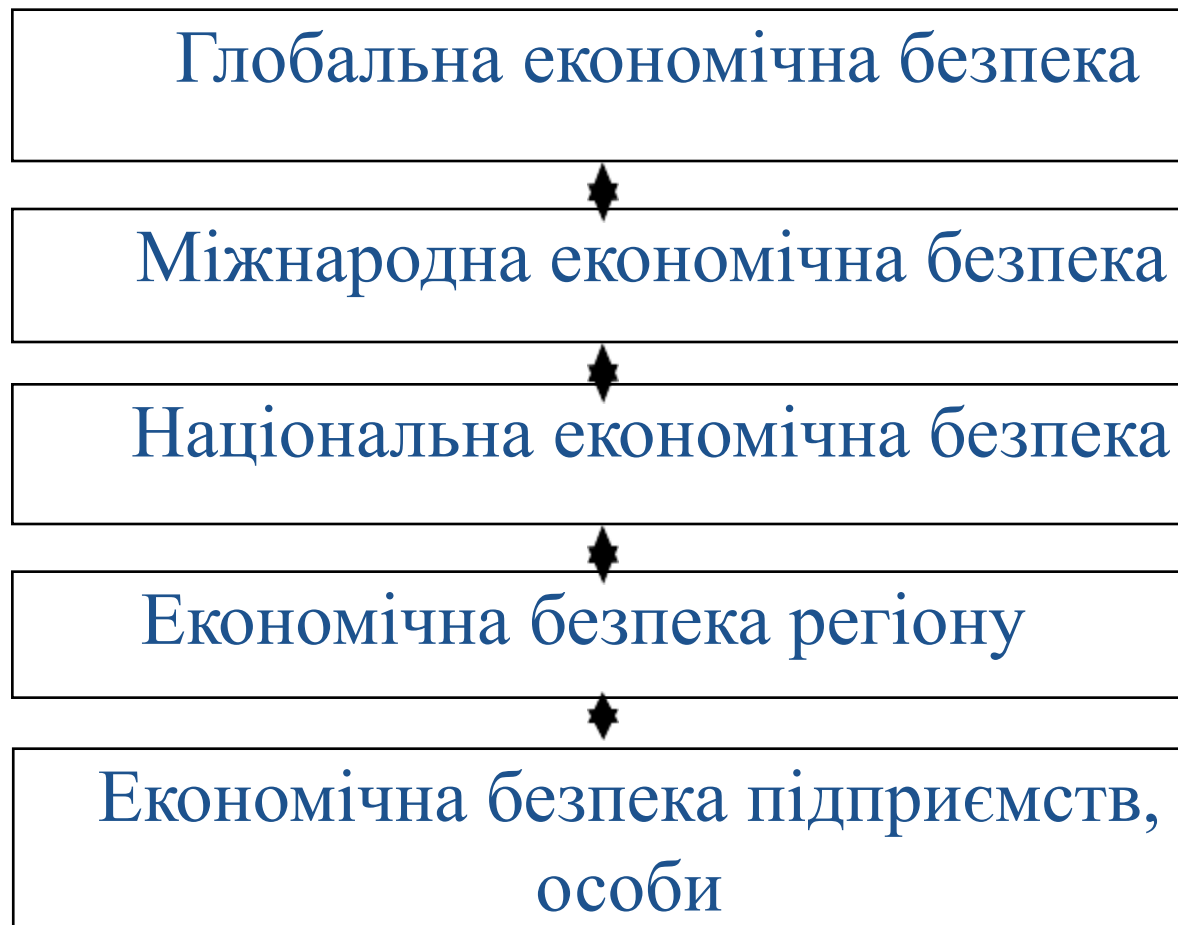 Глобальна економічна безпека
Міжнародна економічна безпека
Національна економічна безпека
Економічна безпека регіону
Економічна безпека підприємств,
особи